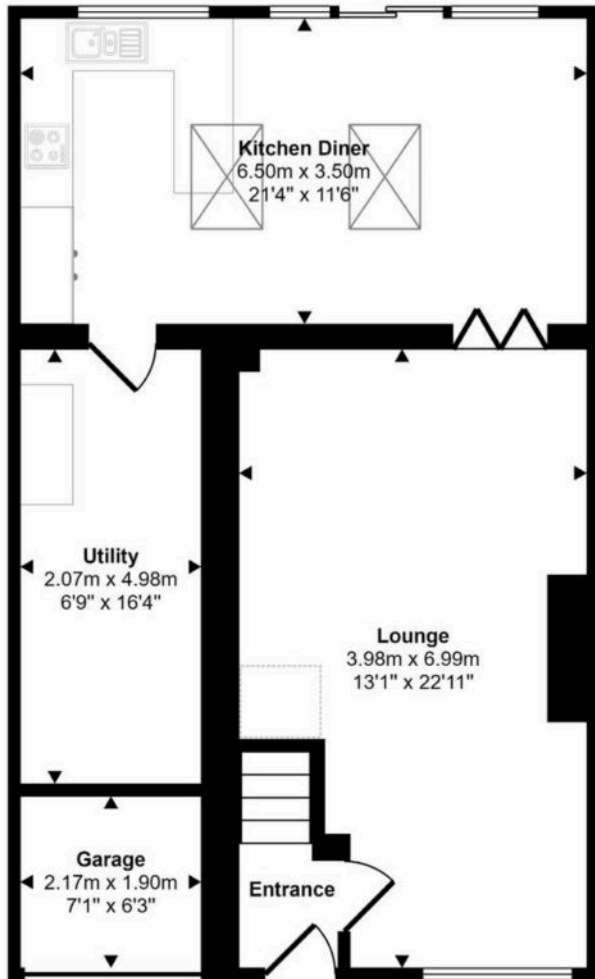 Kitchen Diner
6.50m x 3.50m
21'4" x 11'6"
Utility
2.07m x 4.98m
6'9" x 16'4"
Lounge
3.98m x 6.99m
13'1" x 22'11"
Garage
2.17m x 1.90m
7'1" x 6'3"
Entrance